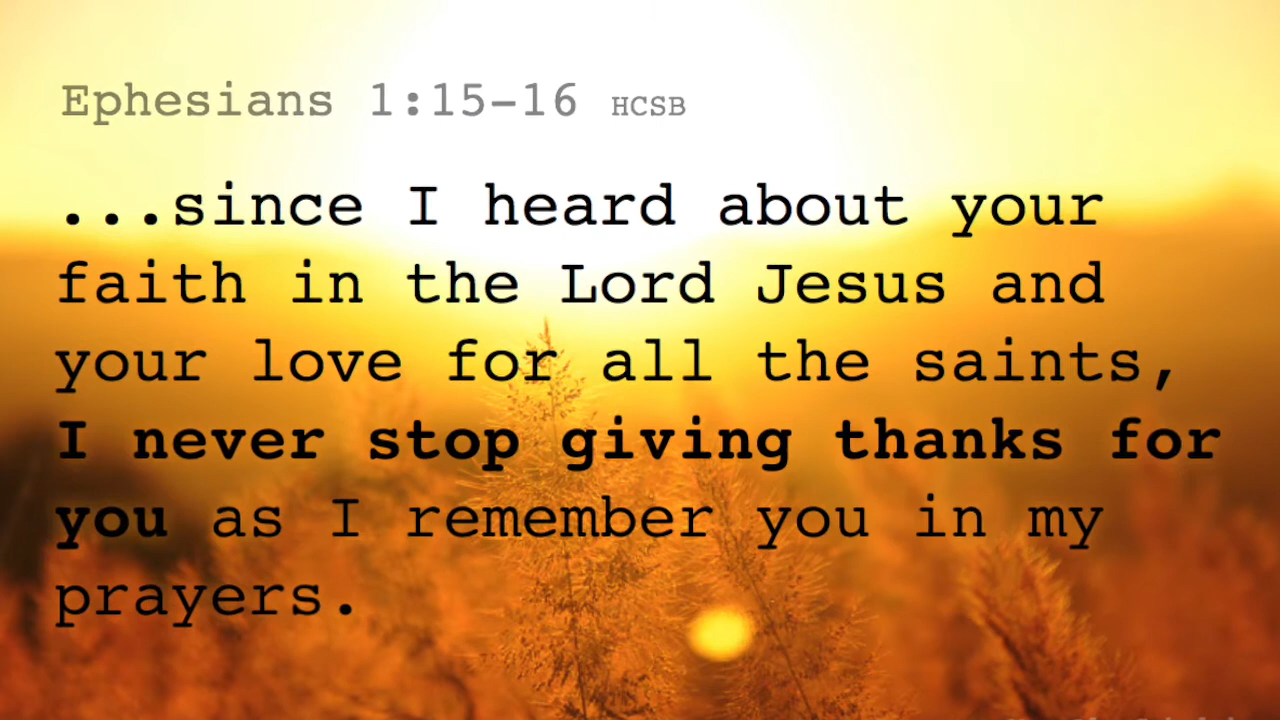 Ephesians 1:15-16 HCSB
...since I heard about your
faith in the Lord Jesus and
your love for all the saints,
I never stop giving thanks for
you as I remember you in my
prayers.